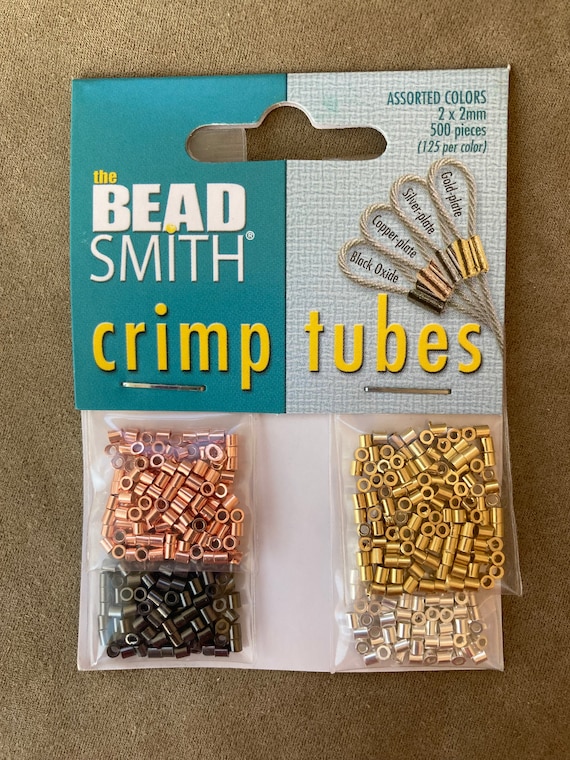 the
BEAD
SMITH®
crimp tubes
ASSORTED COLORS
2 x 2mm
500 pieces
(125 per color)
Gold-plate
Silver-plate
Copper-plate
Black Oxide